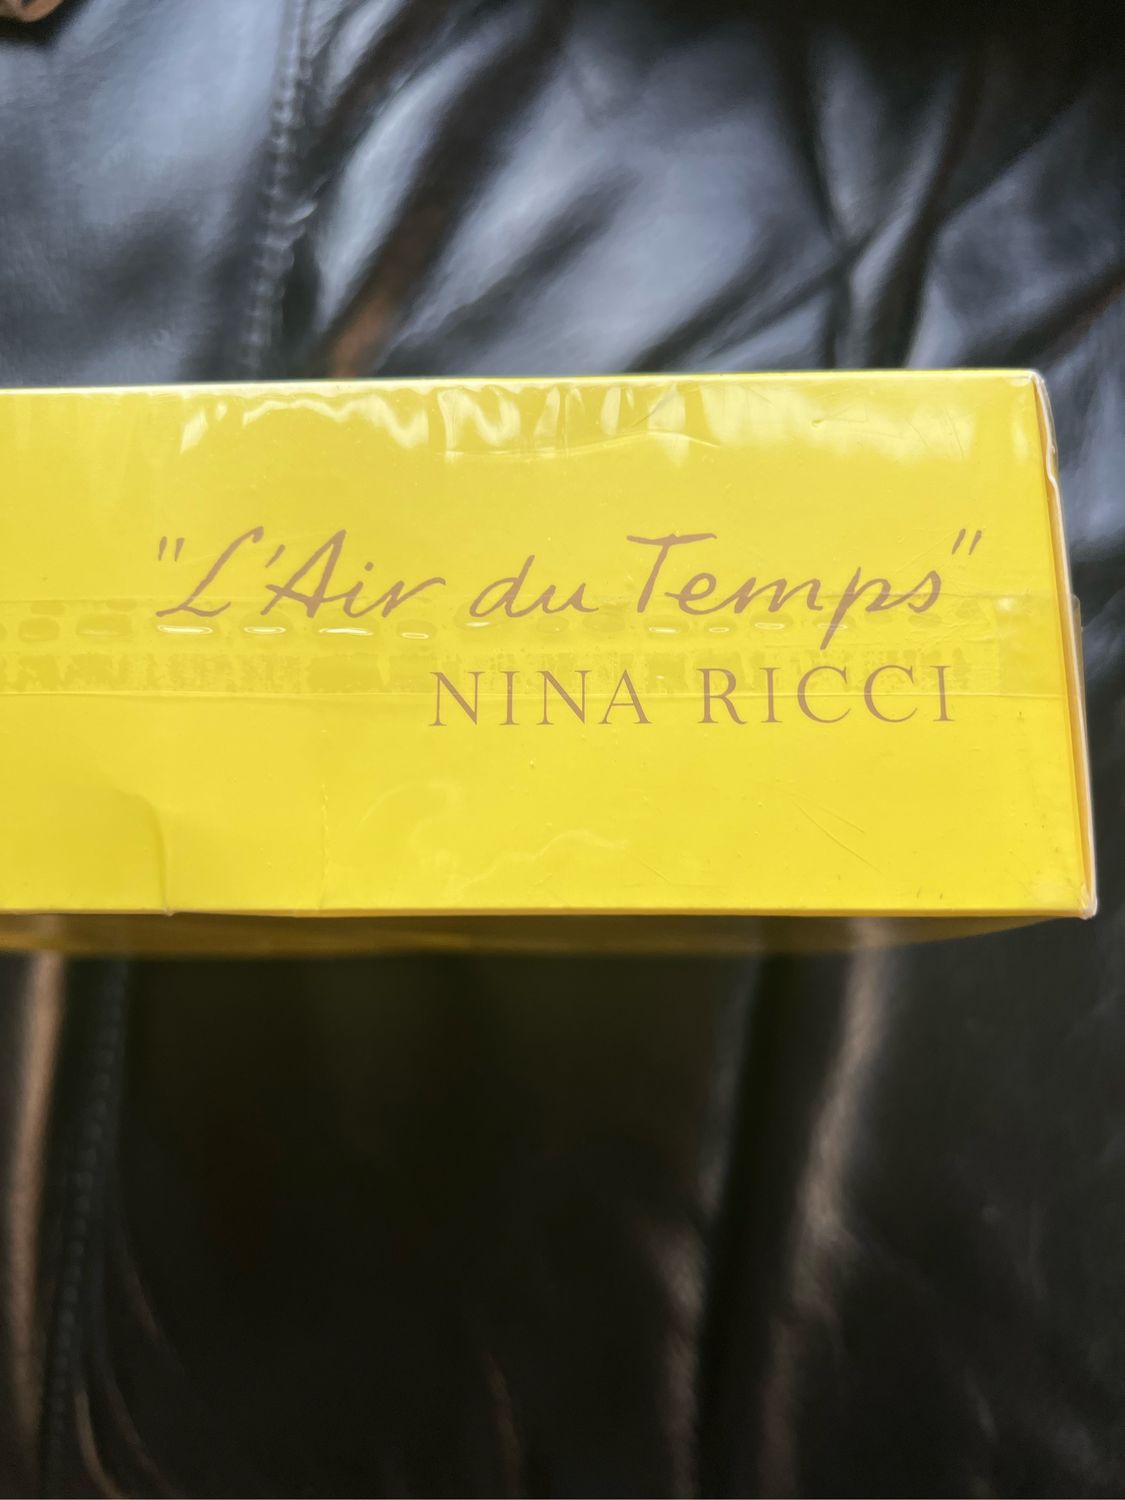 "L'Air du Temps"
NINA RICCI